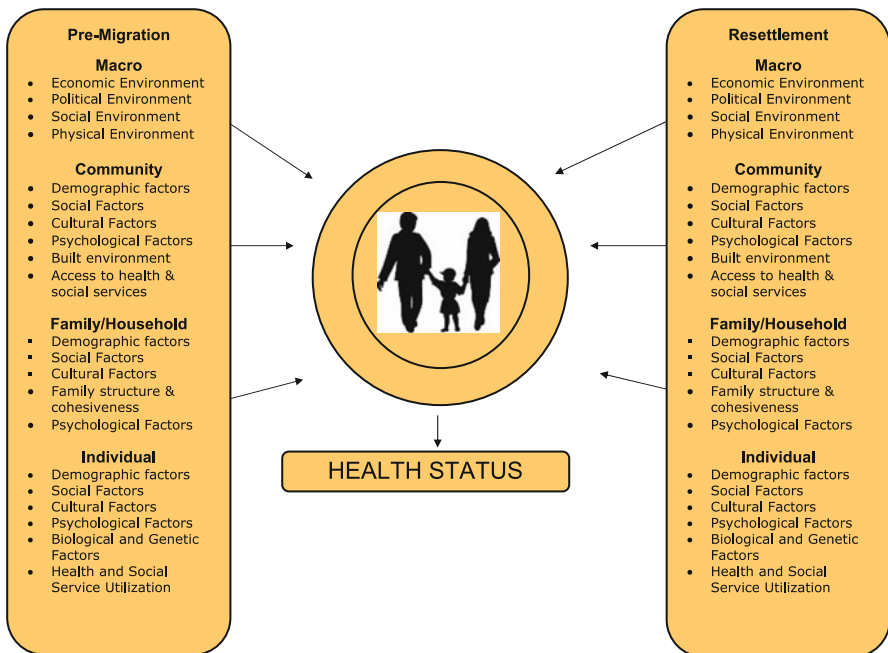 Pre-Migration
Macro
• Economic Environment
• Political Environment
• Social Environment
• Physical Environment
Community
• Demographic factors
• Social Factors
• Cultural Factors
• Psychological Factors
• Built environment
• Access to health &
social services
Family/Household
▪ Demographic factors
▪ Social Factors
▪ Cultural Factors
• Family structure &
cohesiveness
• Psychological Factors
Individual
• Demographic factors
• Social Factors
• Cultural Factors
• Psychological Factors
• Biological and Genetic
Factors
• Health and Social
Service Utilization
HEALTH STATUS
Resettlement
Macro
• Economic Environment
• Political Environment
• Social Environment
• Physical Environment
Community
• Demographic factors
• Social Factors
• Cultural Factors
• Psychological Factors
• Built environment
• Access to health &
social services
Family/Household
▪ Demographic factors
▪ Social Factors
▪ Cultural Factors
• Family structure &
cohesiveness
• Psychological Factors
Individual
• Demographic factors
• Social Factors
• Cultural Factors
• Psychological Factors
• Biological and Genetic
Factors
• Health and Social
Service Utilization